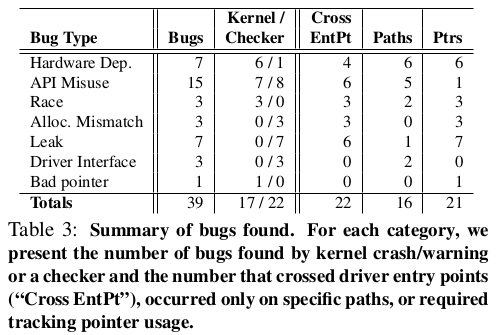 Kernel / Cross
Bug Type Bugs Checker EntPt Paths Ptrs
Hardware Dep. 7 6 / 1 4 6 6
API Misuse 15 7 / 8 6 5 1
Race 3 3 / 0 3 2 3
Alloc. Mismatch 3 0 / 3 3 0 3
Leak 7 0 / 7 6 1 7
Driver Interface 3 0 / 3 0 2 0
Bad pointer 1 1 / 0 0 0 1
Totals 39 17 / 22 22 16 21
Table 3: Summary of bugs found. For each category, we
present the number of bugs found by kernel crash/warning
or a checker and the number that crossed driver entry points
(“Cross EntPt”), occurred only on specific paths, or required
tracking pointer usage.